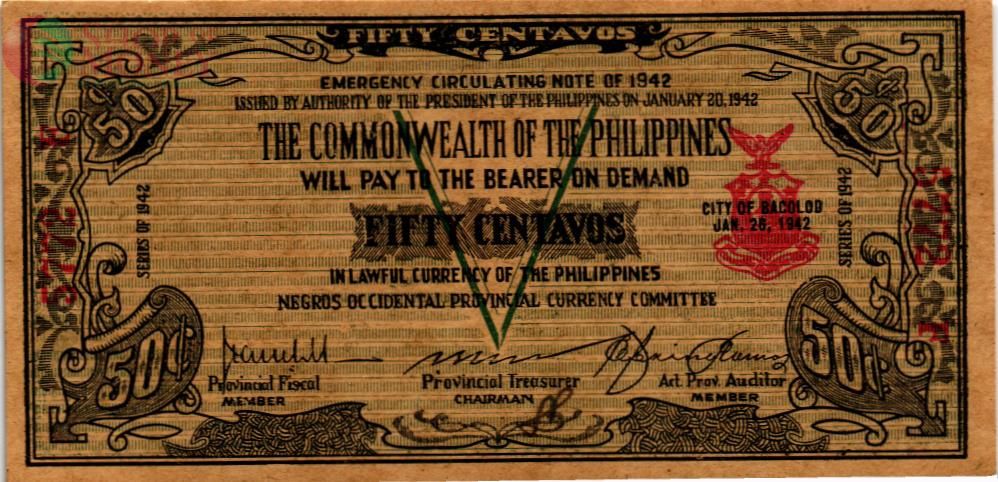 FIFTY CENTAVOS
EMERGENCY CIRCULATING NOTE OF 1942
ISSUED BY AUTHORITY OF THE PRESIDENT OF THE PHILIPPINES ON JANUARY 20, 1942
THE COMMONWEALTH OF THE PHILIPPINES
WILL PAY TO THE BEARER ON DEMAND
FIFTY CENTAVOS
IN LAWFUL CURRENCY OF THE PHILIPPINES
NEGROS OCCIDENTAL PROVINCIAL CURRENCY COMMITTEE
CITY OF BACOLOD
JAN. 26, 1942
SERIES OF 1942
SERIES OF 1942
50
50
V
Provincial Fiscal
MEMBER
Provincial Treasurer
CHAIRMAN
Act. Prov. Auditor
MEMBER
50¢
50¢